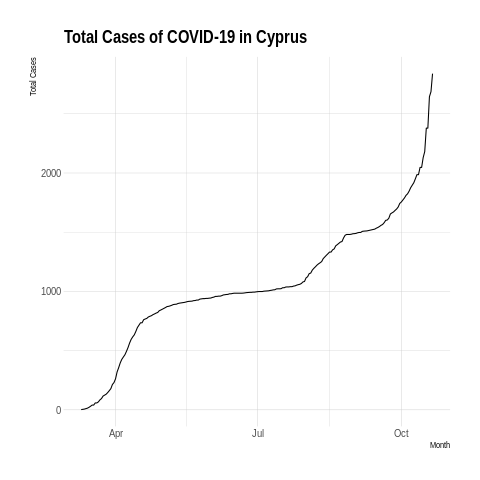 Total Cases of COVID-19 in Cyprus
Total Cases
2000
1000
0
Apr
Jul
Oct
Month